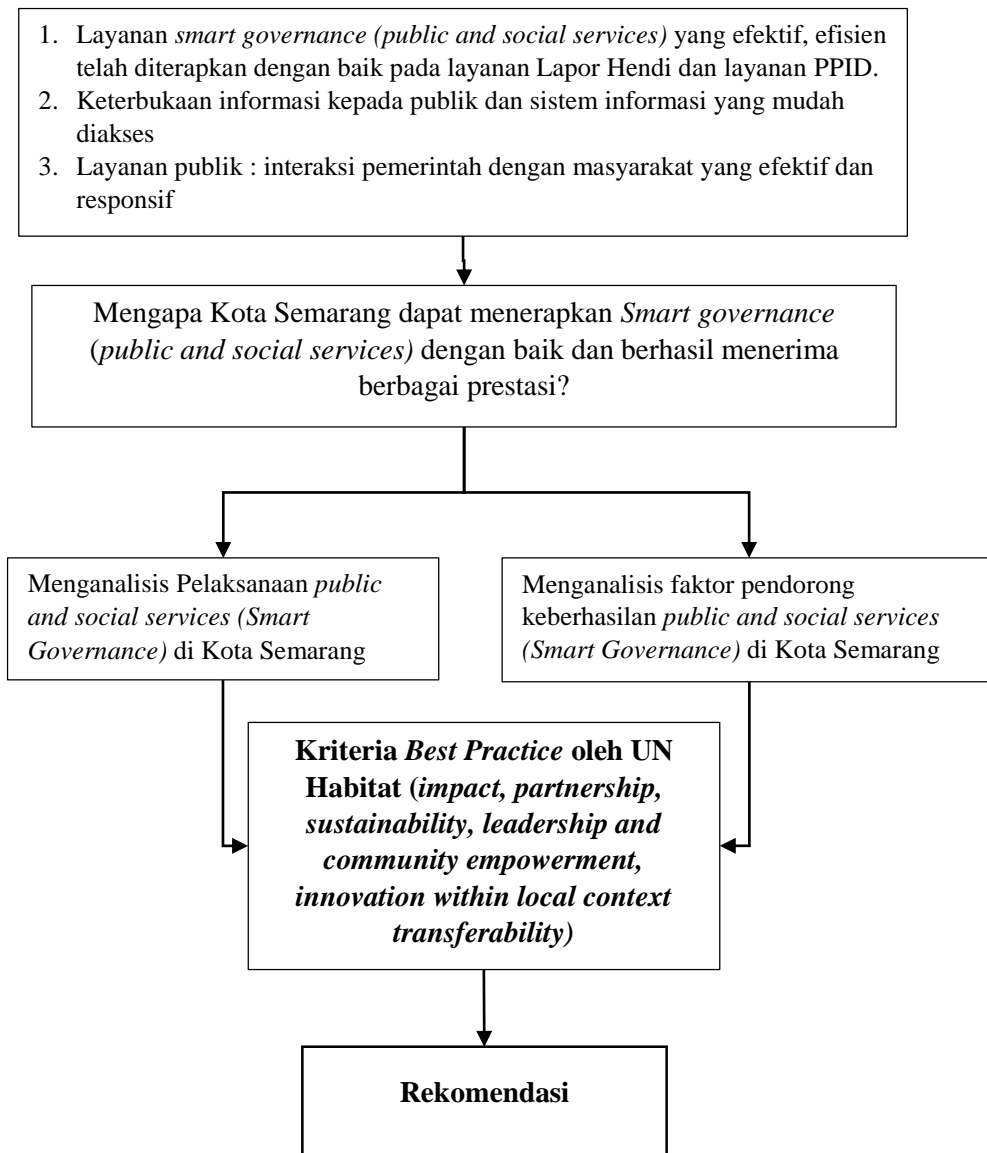 1. Layanan smart governance (public and social services) yang efektif, efisien
telah diterapkan dengan baik pada layanan Lapor Hendi dan layanan PPID.
2. Keterbukaan informasi kepada publik dan sistem informasi yang mudah
diakses
3. Layanan publik : interaksi pemerintah dengan masyarakat yang efektif dan
responsif
Mengapa Kota Semarang dapat menerapkan Smart governance
(public and social services) dengan baik dan berhasil menerima
berbagai prestasi?
Menganalisis Pelaksanaan public
and social services (Smart
Governance) di Kota Semarang
Menganalisis faktor pendorong
keberhasilan public and social services
(Smart Governance) di Kota Semarang
Kriteria Best Practice oleh UN
Habitat (impact, partnership,
sustainability, leadership and
community empowerment,
innovation within local context
transferability)
Rekomendasi